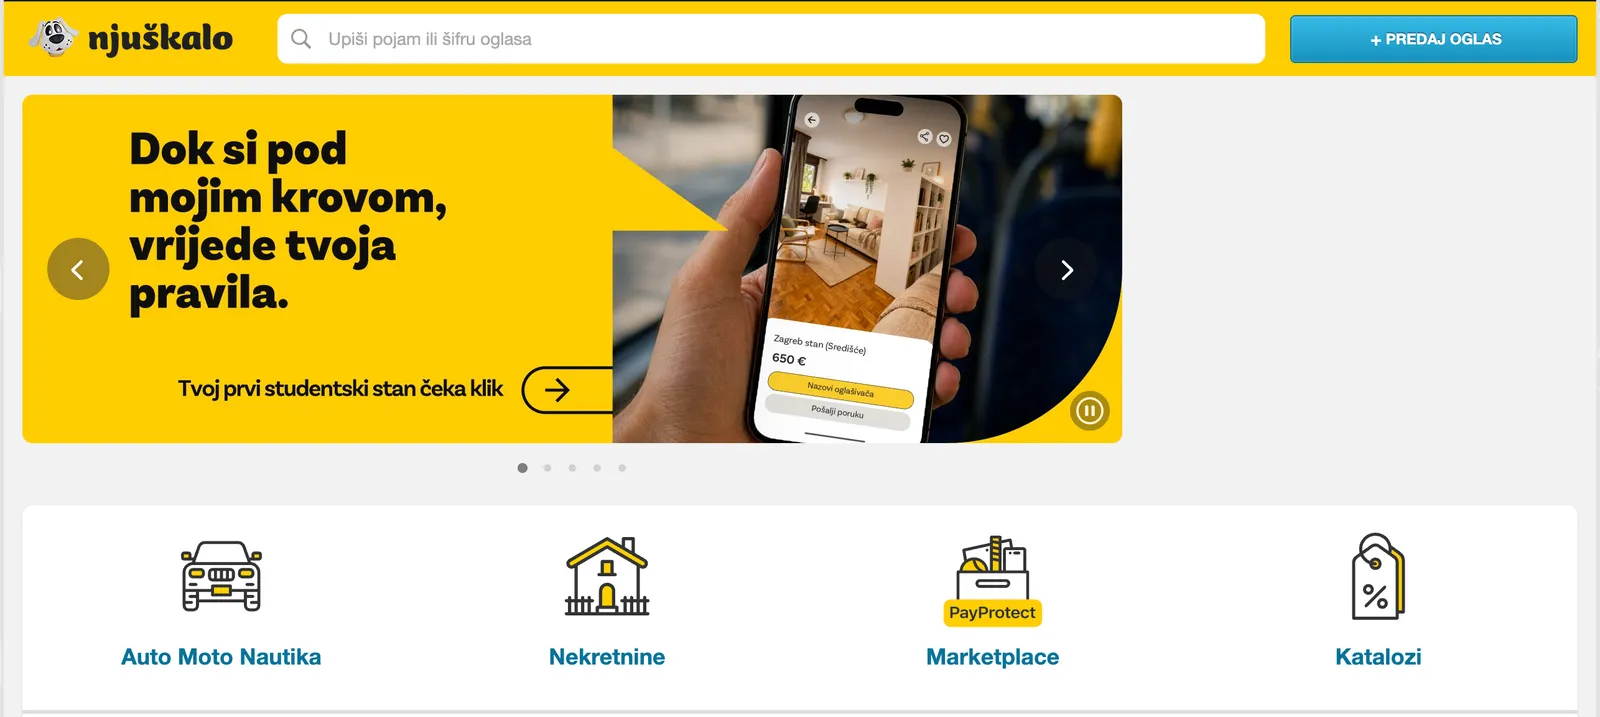 njuškalo
Upiši pojam ili šifru oglasa
+ PREDAJ OGLAS
Dok si pod
mojim krovom,
vrijede tvoja
pravila.
Tvoj prvi studentski stan čeka klik
Zagreb stan (Središće)
650 €
Nazovi oglašivača
Pošalji poruku
PayProtect
Auto Moto Nautika
Nekretnine
Marketplace
Katalozi